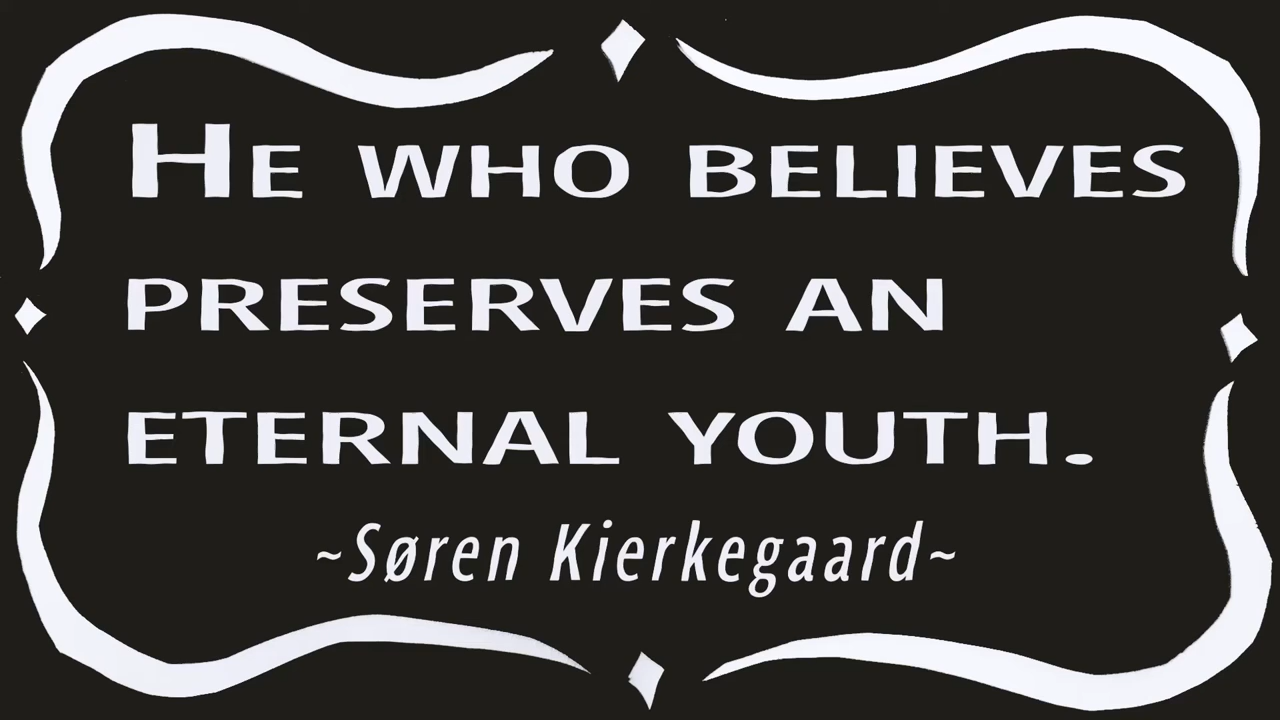 He who believes
preserves an
eternal youth.
~Søren Kierkegaard~